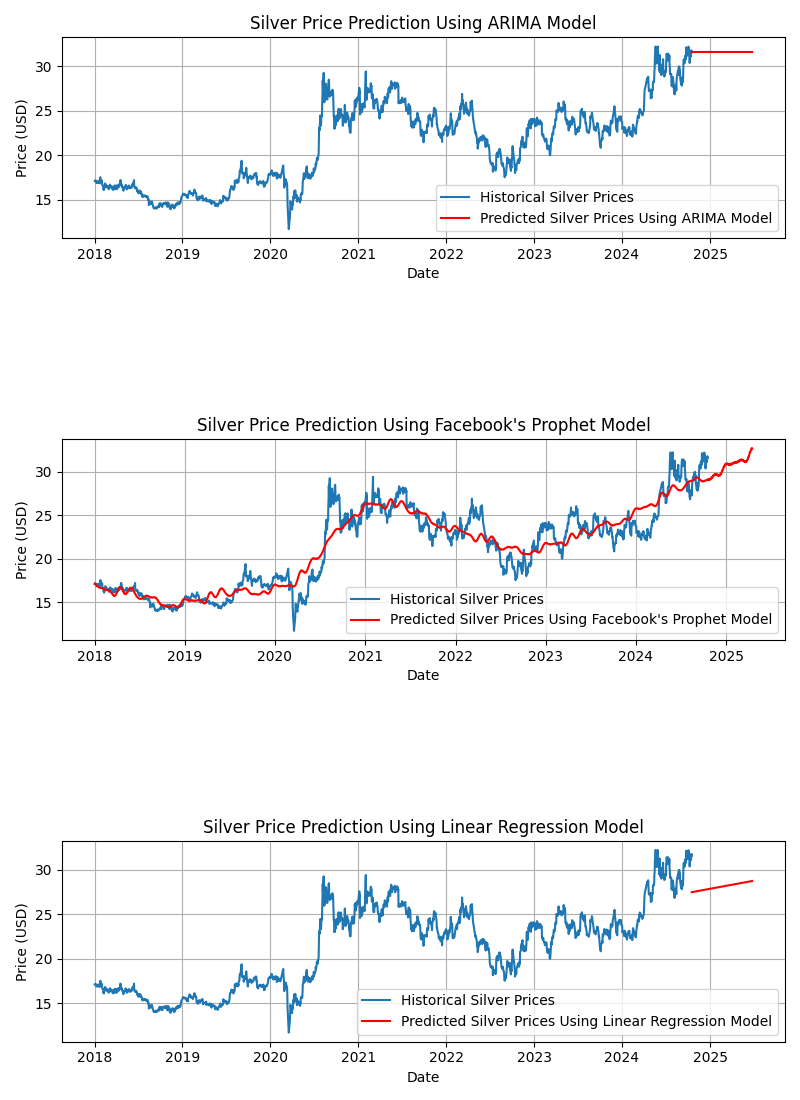 Silver Price Prediction Using ARIMA Model
Price (USD)
30
25
20
15
Historical Silver Prices
Predicted Silver Prices Using ARIMA Model
2018 2019 2020 2021 2022 2023 2024 2025
Date
Silver Price Prediction Using Facebook's Prophet Model
Price (USD)
30
25
20
15
Historical Silver Prices
Predicted Silver Prices Using Facebook's Prophet Model
2018 2019 2020 2021 2022 2023 2024 2025
Date
Silver Price Prediction Using Linear Regression Model
Price (USD)
30
25
20
15
Historical Silver Prices
Predicted Silver Prices Using Linear Regression Model
2018 2019 2020 2021 2022 2023 2024 2025
Date